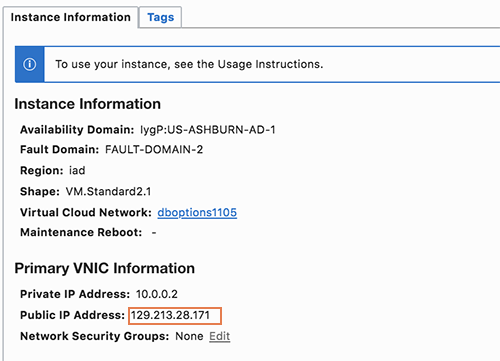 Instance Information
Tags
To use your instance, see the Usage Instructions.
Instance Information
Availability Domain: IygP:US-ASHBURN-AD-1
Fault Domain: FAULT-DOMAIN-2
Region: iad
Shape: VM.Standard2.1
Virtual Cloud Network: dboptions1105
Maintenance Reboot: -
Primary VNIC Information
Private IP Address: 10.0.0.2
Public IP Address: 129.213.28.171
Network Security Groups: None Edit